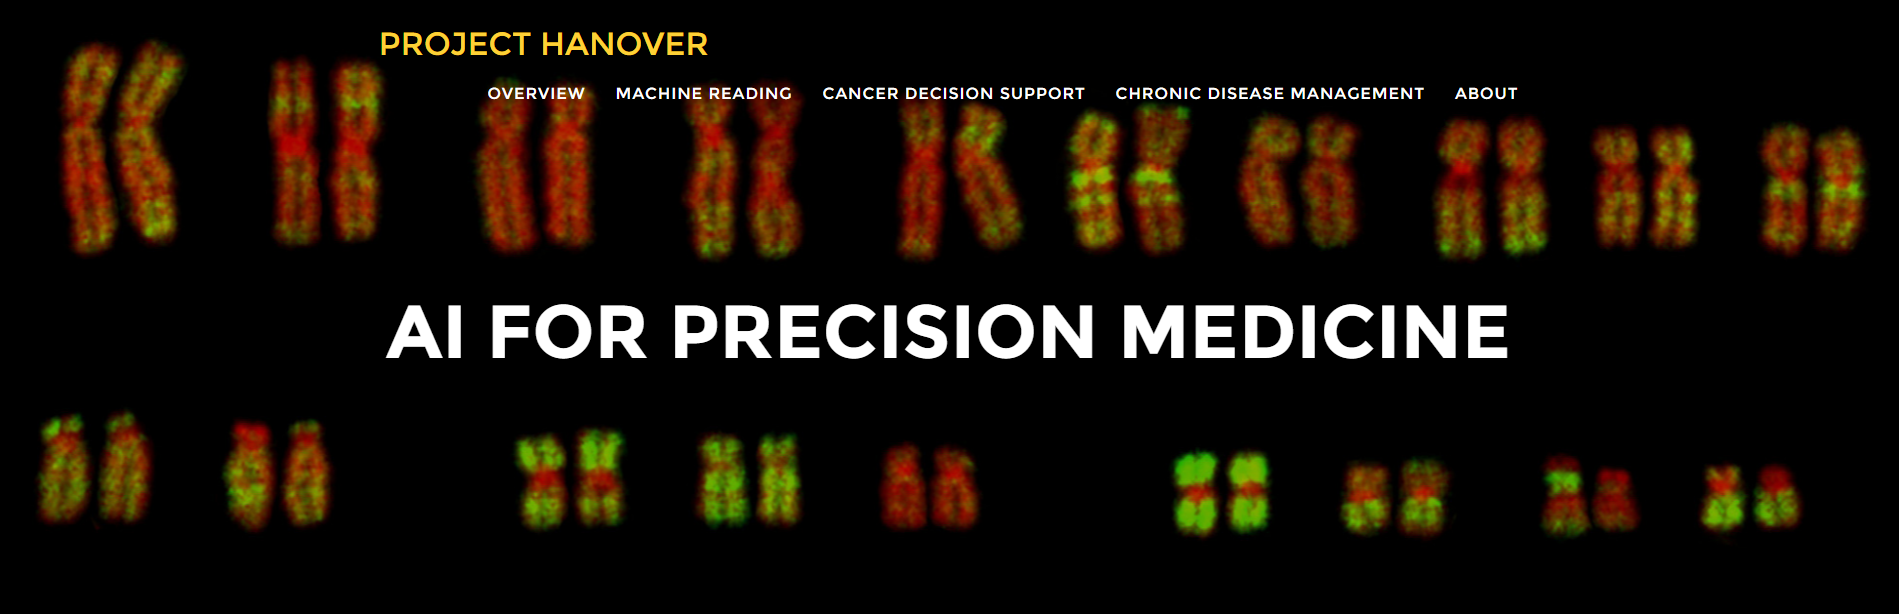 PROJECT HANOVER
OVERVIEW MACHINE READING CANCER DECISION SUPPORT CHRONIC DISEASE MANAGEMENT ABOUT
AI FOR PRECISION MEDICINE